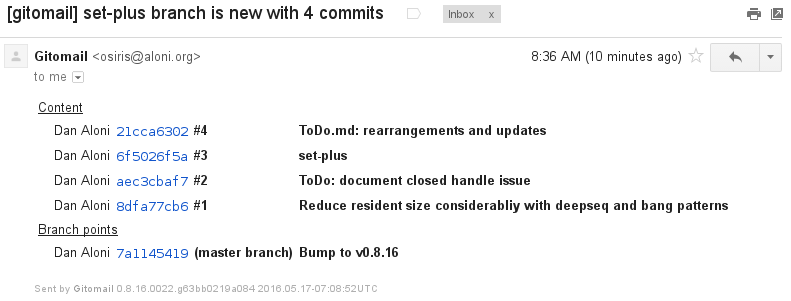 [gitomail] set-plus branch is new with 4 commits Inbox x
Gitomail <osiris@aloni.org> 8:36 AM (10 minutes ago)
to me
Content
Dan Aloni 21cca6302 #4 ToDo.md: rearrangements and updates
Dan Aloni 6f5026f5a #3 set-plus
Dan Aloni aec3cbaf7 #2 ToDo: document closed handle issue
Dan Aloni 8dfa77cb6 #1 Reduce resident size considerabliy with deepseq and bang patterns
Branch points
Dan Aloni 7a1145419 (master branch) Bump to v0.8.16
Sent by Gitomail 0.8.16.0022.g63bb0219a084 2016.05.17-07:08:52UTC